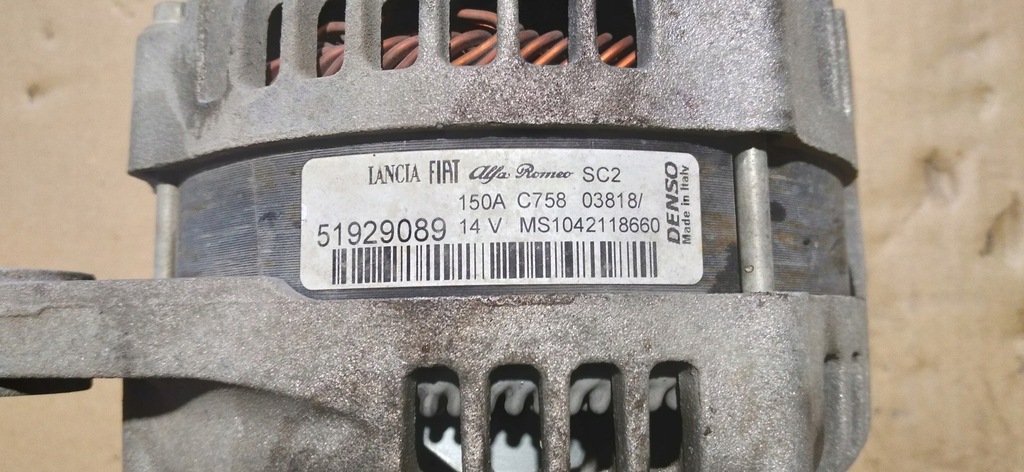 LANCIA FIAT Alfa Romeo SC2
150A C758 03818/
51929089 14 V MS1042118660
DENSO
Made in Italy